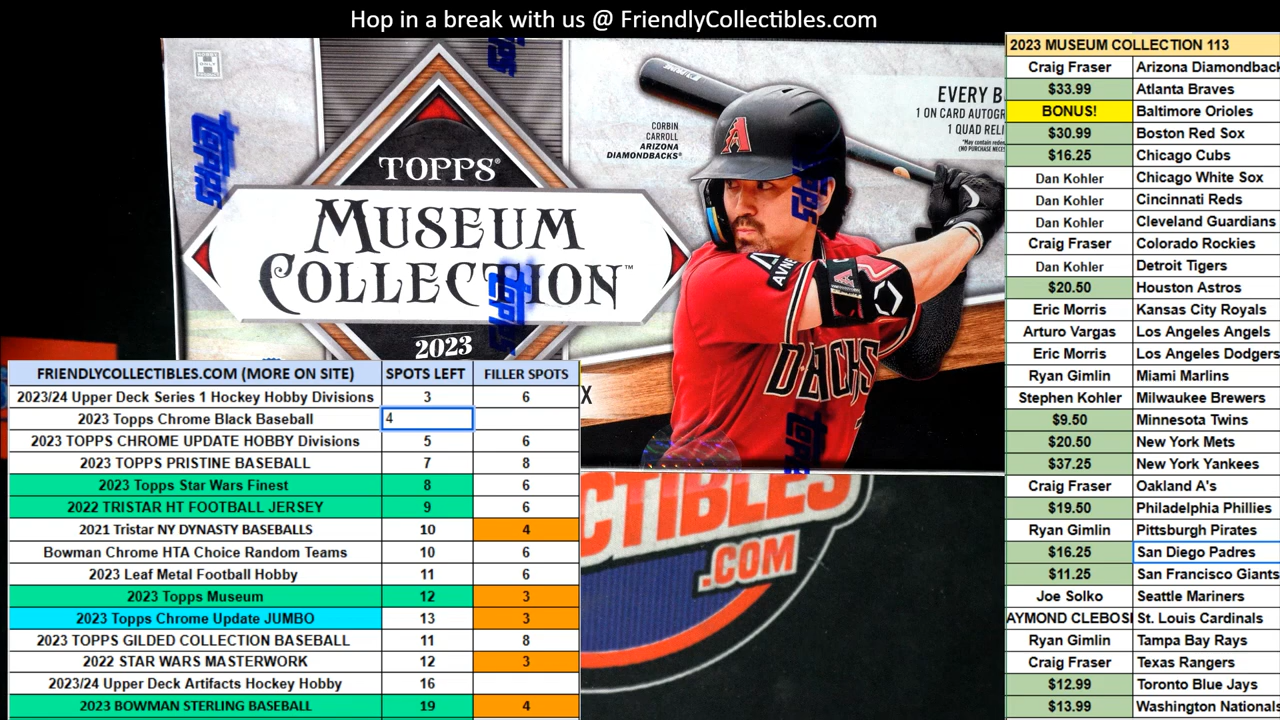 Hop in a break with us @ FriendlyCollectibles.com
TOPPS®
MUSEUM
COLLECTION™
2023
CORBIN
CARROLL
ARIZONA
DIAMONDBACKS®
EVERY B
1 ON CARD AUTOGR
1 QUAD RELI
topps
topps
topps
topps
topps
A
D-BACKS
X
CTIBLES
.COM
FRIENDLYCOLLECTIBLES.COM (MORE ON SITE) SPOTS LEFT FILLER SPOTS
2023/24 Upper Deck Series 1 Hockey Hobby Divisions 3 6
2023 Topps Chrome Black Baseball 4
2023 TOPPS CHROME UPDATE HOBBY Divisions 5 6
2023 TOPPS PRISTINE BASEBALL 7 8
2023 Topps Star Wars Finest 8 6
2022 TRISTAR HT FOOTBALL JERSEY 9 6
2021 Tristar NY DYNASTY BASEBALLS 10 4
Bowman Chrome HTA Choice Random Teams 10 6
2023 Leaf Metal Football Hobby 11 6
2023 Topps Museum 12 3
2023 Topps Chrome Update JUMBO 13 3
2023 TOPPS GILDED COLLECTION BASEBALL 11 8
2022 STAR WARS MASTERWORK 12 3
2023/24 Upper Deck Artifacts Hockey Hobby 16
2023 BOWMAN STERLING BASEBALL 19 4
2023 MUSEUM COLLECTION 113
Craig Fraser Arizona Diamondback
$33.99 Atlanta Braves
BONUS! Baltimore Orioles
$30.99 Boston Red Sox
$16.25 Chicago Cubs
Dan Kohler Chicago White Sox
Dan Kohler Cincinnati Reds
Dan Kohler Cleveland Guardians
Craig Fraser Colorado Rockies
Dan Kohler Detroit Tigers
$20.50 Houston Astros
Eric Morris Kansas City Royals
Arturo Vargas Los Angeles Angels
Eric Morris Los Angeles Dodgers
Ryan Gimlin Miami Marlins
Stephen Kohler Milwaukee Brewers
$9.50 Minnesota Twins
$20.50 New York Mets
$37.25 New York Yankees
Craig Fraser Oakland A's
$19.50 Philadelphia Phillies
Ryan Gimlin Pittsburgh Pirates
$16.25 San Diego Padres
$11.25 San Francisco Giants
Joe Solko Seattle Mariners
AYMOND CLEBOSI St. Louis Cardinals
Ryan Gimlin Tampa Bay Rays
Craig Fraser Texas Rangers
$12.99 Toronto Blue Jays
$13.99 Washington Nationals